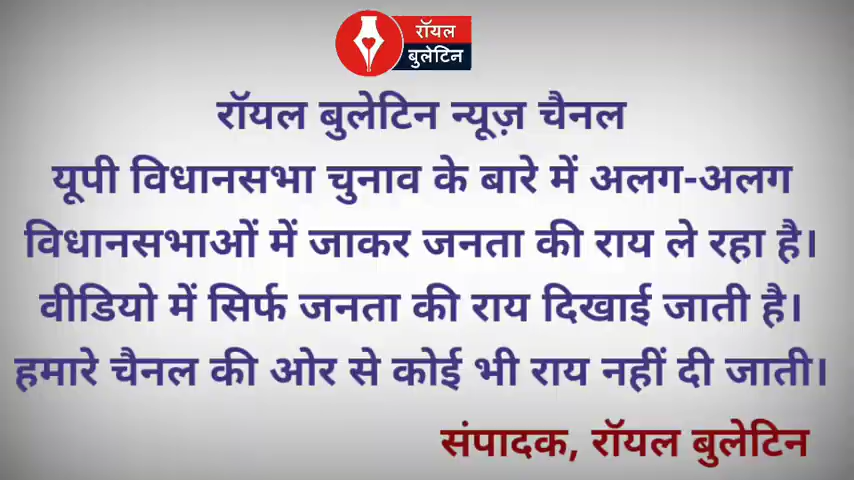 रॉयल
बुलेटिन
रॉयल बुलेटिन न्यूज़ चैनल
यूपी विधानसभा चुनाव के बारे में अलग-अलग
विधानसभाओं में जाकर जनता की राय ले रहा है।
वीडियो में सिर्फ जनता की राय दिखाई जाती है।
हमारे चैनल की ओर से कोई भी राय नहीं दी जाती।
संपादक, रॉयल बुलेटिन